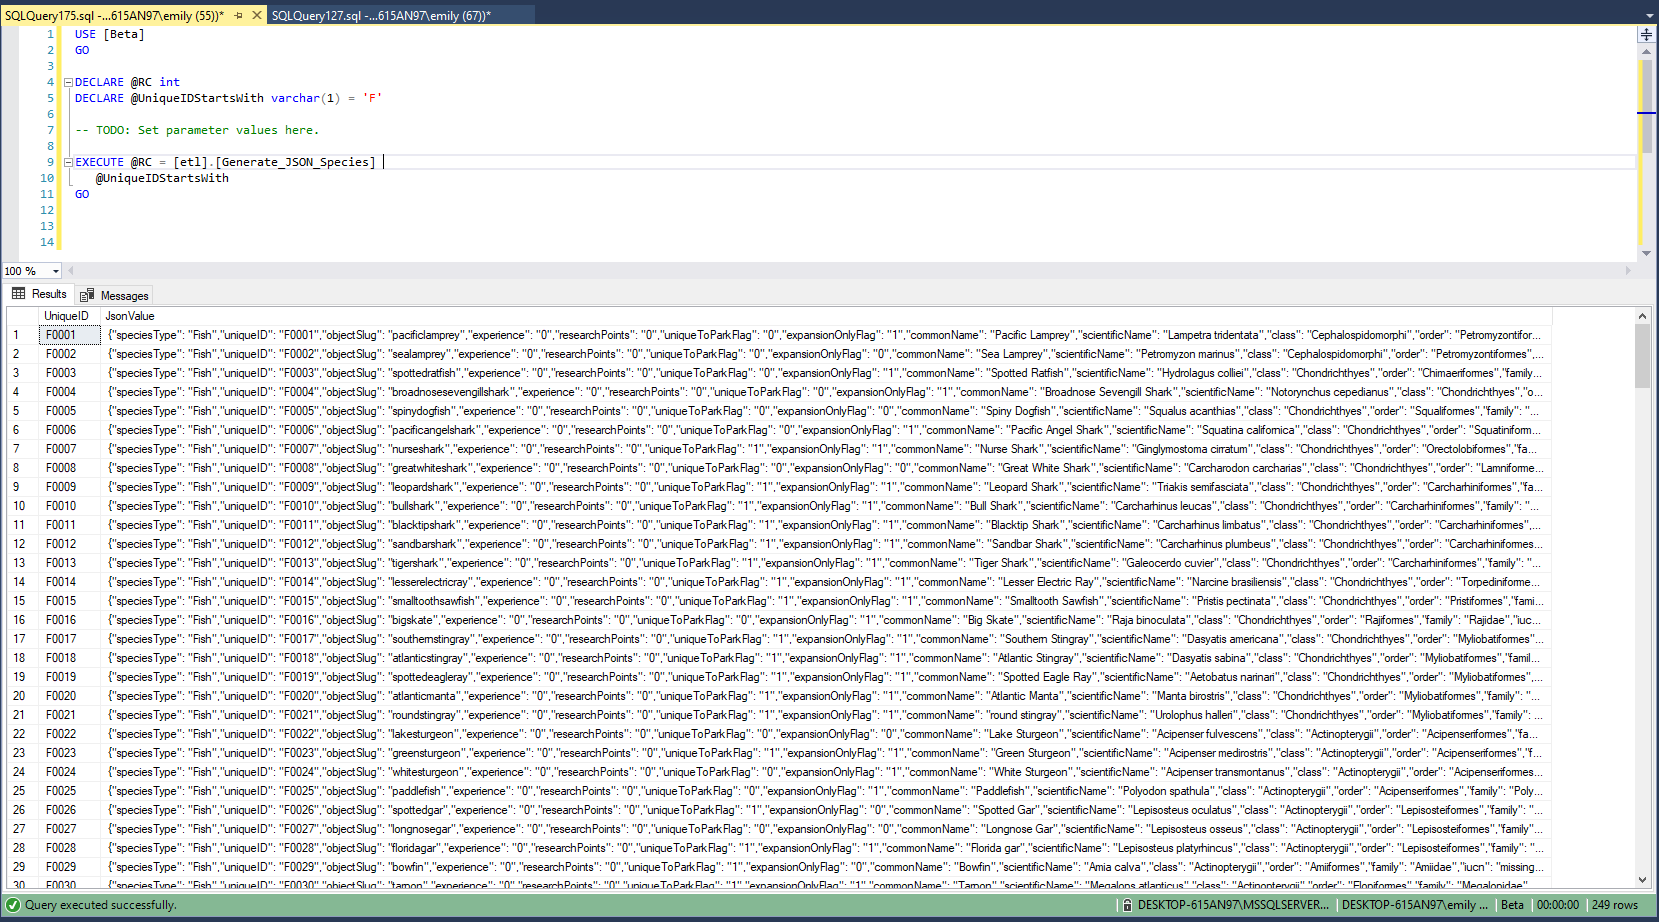 SQLQuery175.sql -...615AN97\emily (55))*
SQLQuery127.sql -...615AN97\emily (67))*
1 USE [Beta]
2 GO
3
4 DECLARE @RC int
5 DECLARE @UniqueIDStartsWith varchar(1) = 'F'
6
7 -- TODO: Set parameter values here.
8
9 EXECUTE @RC = [etl].[Generate_JSON_Species]
10 @UniqueIDStartsWith
11 GO
12
13
14
100 %
Results Messages
UniqueID JsonValue
1 F0001 {"speciesType": "Fish","uniqueID": "F0001","objectSlug": "pacificlamprey","experience": "0","researchPoints": "0","uniqueToParkFlag": "0","expansionOnlyFlag": "1","commonName": "Pacific Lamprey","scientificName": "Lampetra tridentata","class": "Cephalospidomorphi","order": "Petromyzontifor...
2 F0002 {"speciesType": "Fish","uniqueID": "F0002","objectSlug": "sealamprey","experience": "0","researchPoints": "0","uniqueToParkFlag": "0","expansionOnlyFlag": "0","commonName": "Sea Lamprey","scientificName": "Petromyzon marinus","class": "Cephalospidomorphi","order": "Petromyzontiformes",...
3 F0003 {"speciesType": "Fish","uniqueID": "F0003","objectSlug": "spottedratfish","experience": "0","researchPoints": "0","uniqueToParkFlag": "0","expansionOnlyFlag": "1","commonName": "Spotted Ratfish","scientificName": "Hydrolagus colliei","class": "Chondrichthyes","order": "Chimaeriformes","family...
4 F0004 {"speciesType": "Fish","uniqueID": "F0004","objectSlug": "broadnosesevengillshark","experience": "0","researchPoints": "0","uniqueToParkFlag": "0","expansionOnlyFlag": "1","commonName": "Broadnose Sevengill Shark","scientificName": "Notorynchus cepedianus","class": "Chondrichthyes","o...
5 F0005 {"speciesType": "Fish","uniqueID": "F0005","objectSlug": "spinydogfish","experience": "0","researchPoints": "0","uniqueToParkFlag": "0","expansionOnlyFlag": "0","commonName": "Spiny Dogfish","scientificName": "Squalus acanthias","class": "Chondrichthyes","order": "Squaliformes","family": "...
6 F0006 {"speciesType": "Fish","uniqueID": "F0006","objectSlug": "pacificangelshark","experience": "0","researchPoints": "0","uniqueToParkFlag": "0","expansionOnlyFlag": "1","commonName": "Pacific Angel Shark","scientificName": "Squatina californica","class": "Chondrichthyes","order": "Squatiniform...
7 F0007 {"speciesType": "Fish","uniqueID": "F0007","objectSlug": "nurseshark","experience": "0","researchPoints": "0","uniqueToParkFlag": "1","expansionOnlyFlag": "1","commonName": "Nurse Shark","scientificName": "Ginglymostoma cirratum","class": "Chondrichthyes","order": "Orectolobiformes","fa...
8 F0008 {"speciesType": "Fish","uniqueID": "F0008","objectSlug": "greatwhiteshark","experience": "0","researchPoints": "0","uniqueToParkFlag": "0","expansionOnlyFlag": "0","commonName": "Great White Shark","scientificName": "Carcharodon carcharias","class": "Chondrichthyes","order": "Lamniforme...
9 F0009 {"speciesType": "Fish","uniqueID": "F0009","objectSlug": "leopardshark","experience": "0","researchPoints": "0","uniqueToParkFlag": "1","expansionOnlyFlag": "1","commonName": "Leopard Shark","scientificName": "Triakis semifasciata","class": "Chondrichthyes","order": "Carcharhiniformes","fa...
10 F0010 {"speciesType": "Fish","uniqueID": "F0010","objectSlug": "bullshark","experience": "0","researchPoints": "0","uniqueToParkFlag": "1","expansionOnlyFlag": "1","commonName": "Bull Shark","scientificName": "Carcharhinus leucas","class": "Chondrichthyes","order": "Carcharhiniformes","family": "...
11 F0011 {"speciesType": "Fish","uniqueID": "F0011","objectSlug": "blacktipshark","experience": "0","researchPoints": "0","uniqueToParkFlag": "1","expansionOnlyFlag": "1","commonName": "Blacktip Shark","scientificName": "Carcharhinus limbatus","class": "Chondrichthyes","order": "Carcharhiniformes",...
12 F0012 {"speciesType": "Fish","uniqueID": "F0012","objectSlug": "sandbarshark","experience": "0","researchPoints": "0","uniqueToParkFlag": "1","expansionOnlyFlag": "1","commonName": "Sandbar Shark","scientificName": "Carcharhinus plumbeus","class": "Chondrichthyes","order": "Carcharhiniformes...
13 F0013 {"speciesType": "Fish","uniqueID": "F0013","objectSlug": "tigershark","experience": "0","researchPoints": "0","uniqueToParkFlag": "1","expansionOnlyFlag": "1","commonName": "Tiger Shark","scientificName": "Galeocerdo cuvier","class": "Chondrichthyes","order": "Carcharhiniformes","family": "...
14 F0014 {"speciesType": "Fish","uniqueID": "F0014","objectSlug": "lesserelectricray","experience": "0","researchPoints": "0","uniqueToParkFlag": "1","expansionOnlyFlag": "1","commonName": "Lesser Electric Ray","scientificName": "Narcine brasiliensis","class": "Chondrichthyes","order": "Torpediniforme...
15 F0015 {"speciesType": "Fish","uniqueID": "F0015","objectSlug": "smalltoothsawfish","experience": "0","researchPoints": "0","uniqueToParkFlag": "1","expansionOnlyFlag": "1","commonName": "Smalltooth Sawfish","scientificName": "Pristis pectinata","class": "Chondrichthyes","order": "Pristiformes","fami...
16 F0016 {"speciesType": "Fish","uniqueID": "F0016","objectSlug": "bigskate","experience": "0","researchPoints": "0","uniqueToParkFlag": "0","expansionOnlyFlag": "1","commonName": "Big Skate","scientificName": "Raja binoculata","class": "Chondrichthyes","order": "Rajiformes","family": "Rajidae","iuc...
17 F0017 {"speciesType": "Fish","uniqueID": "F0017","objectSlug": "southernstingray","experience": "0","researchPoints": "0","uniqueToParkFlag": "1","expansionOnlyFlag": "1","commonName": "Southern Stingray","scientificName": "Dasyatis americana","class": "Chondrichthyes","order": "Myliobatiformes"...
18 F0018 {"speciesType": "Fish","uniqueID": "F0018","objectSlug": "atlanticstingray","experience": "0","researchPoints": "0","uniqueToParkFlag": "1","expansionOnlyFlag": "1","commonName": "Atlantic Stingray","scientificName": "Dasyatis sabina","class": "Chondrichthyes","order": "Myliobatiformes","famil...
19 F0019 {"speciesType": "Fish","uniqueID": "F0019","objectSlug": "spottedeagleray","experience": "0","researchPoints": "0","uniqueToParkFlag": "1","expansionOnlyFlag": "1","commonName": "Spotted Eagle Ray","scientificName": "Aetobatus narinari","class": "Chondrichthyes","order": "Myliobatiformes",...
20 F0020 {"speciesType": "Fish","uniqueID": "F0020","objectSlug": "atlanticmanta","experience": "0","researchPoints": "0","uniqueToParkFlag": "1","expansionOnlyFlag": "1","commonName": "Atlantic Manta","scientificName": "Manta birostris","class": "Chondrichthyes","order": "Myliobatiformes","family": "...
21 F0021 {"speciesType": "Fish","uniqueID": "F0021","objectSlug": "roundstingray","experience": "0","researchPoints": "0","uniqueToParkFlag": "1","expansionOnlyFlag": "1","commonName": "round stingray","scientificName": "Urolophus halleri","class": "Chondrichthyes","order": "Myliobatiformes","family": ...
22 F0022 {"speciesType": "Fish","uniqueID": "F0022","objectSlug": "lakesturgeon","experience": "0","researchPoints": "0","uniqueToParkFlag": "0","expansionOnlyFlag": "0","commonName": "Lake Sturgeon","scientificName": "Acipenser fulvescens","class": "Actinopterygii","order": "Acipenseriformes","fa...
23 F0023 {"speciesType": "Fish","uniqueID": "F0023","objectSlug": "greensturgeon","experience": "0","researchPoints": "0","uniqueToParkFlag": "1","expansionOnlyFlag": "1","commonName": "Green Sturgeon","scientificName": "Acipenser medirostris","class": "Actinopterygii","order": "Acipenseriformes","f...
24 F0024 {"speciesType": "Fish","uniqueID": "F0024","objectSlug": "whitesturgeon","experience": "0","researchPoints": "0","uniqueToParkFlag": "0","expansionOnlyFlag": "1","commonName": "White Sturgeon","scientificName": "Acipenser transmontanus","class": "Actinopterygii","order": "Acipenseriformes...
25 F0025 {"speciesType": "Fish","uniqueID": "F0025","objectSlug": "paddlefish","experience": "0","researchPoints": "0","uniqueToParkFlag": "0","expansionOnlyFlag": "1","commonName": "Paddlefish","scientificName": "Polyodon spathula","class": "Actinopterygii","order": "Acipenseriformes","family": "Poly...
26 F0026 {"speciesType": "Fish","uniqueID": "F0026","objectSlug": "spottedgar","experience": "0","researchPoints": "0","uniqueToParkFlag": "1","expansionOnlyFlag": "0","commonName": "Spotted Gar","scientificName": "Lepisosteus oculatus","class": "Actinopterygii","order": "Lepisosteiformes","family": "...
27 F0027 {"speciesType": "Fish","uniqueID": "F0027","objectSlug": "longnosegar","experience": "0","researchPoints": "0","uniqueToParkFlag": "0","expansionOnlyFlag": "0","commonName": "Longnose Gar","scientificName": "Lepisosteus osseus","class": "Actinopterygii","order": "Lepisosteiformes","family"...
28 F0028 {"speciesType": "Fish","uniqueID": "F0028","objectSlug": "floridagar","experience": "0","researchPoints": "0","uniqueToParkFlag": "1","expansionOnlyFlag": "1","commonName": "Florida gar","scientificName": "Lepisosteus platyrhincus","class": "Actinopterygii","order": "Lepisosteiformes","family": "...
29 F0029 {"speciesType": "Fish","uniqueID": "F0029","objectSlug": "bowfin","experience": "0","researchPoints": "0","uniqueToParkFlag": "1","expansionOnlyFlag": "0","commonName": "Bowfin","scientificName": "Amia calva","class": "Actinopterygii","order": "Amiiformes","family": "Amiidae","iucn": "missing...
30 F0030 {"speciesType": "Fish","uniqueID": "F0030","objectSlug": "tarpon","experience": "0","researchPoints": "0","uniqueToParkFlag": "1","expansionOnlyFlag": "1","commonName": "Tarpon","scientificName": "Megalops atlanticus","class": "Actinopterygii","order": "Elopiformes","family": "Megalopidae"
Query executed successfully. DESKTOP-615AN97\MSSQLSERVER... DESKTOP-615AN97\emily ... Beta 00:00:00 249 rows